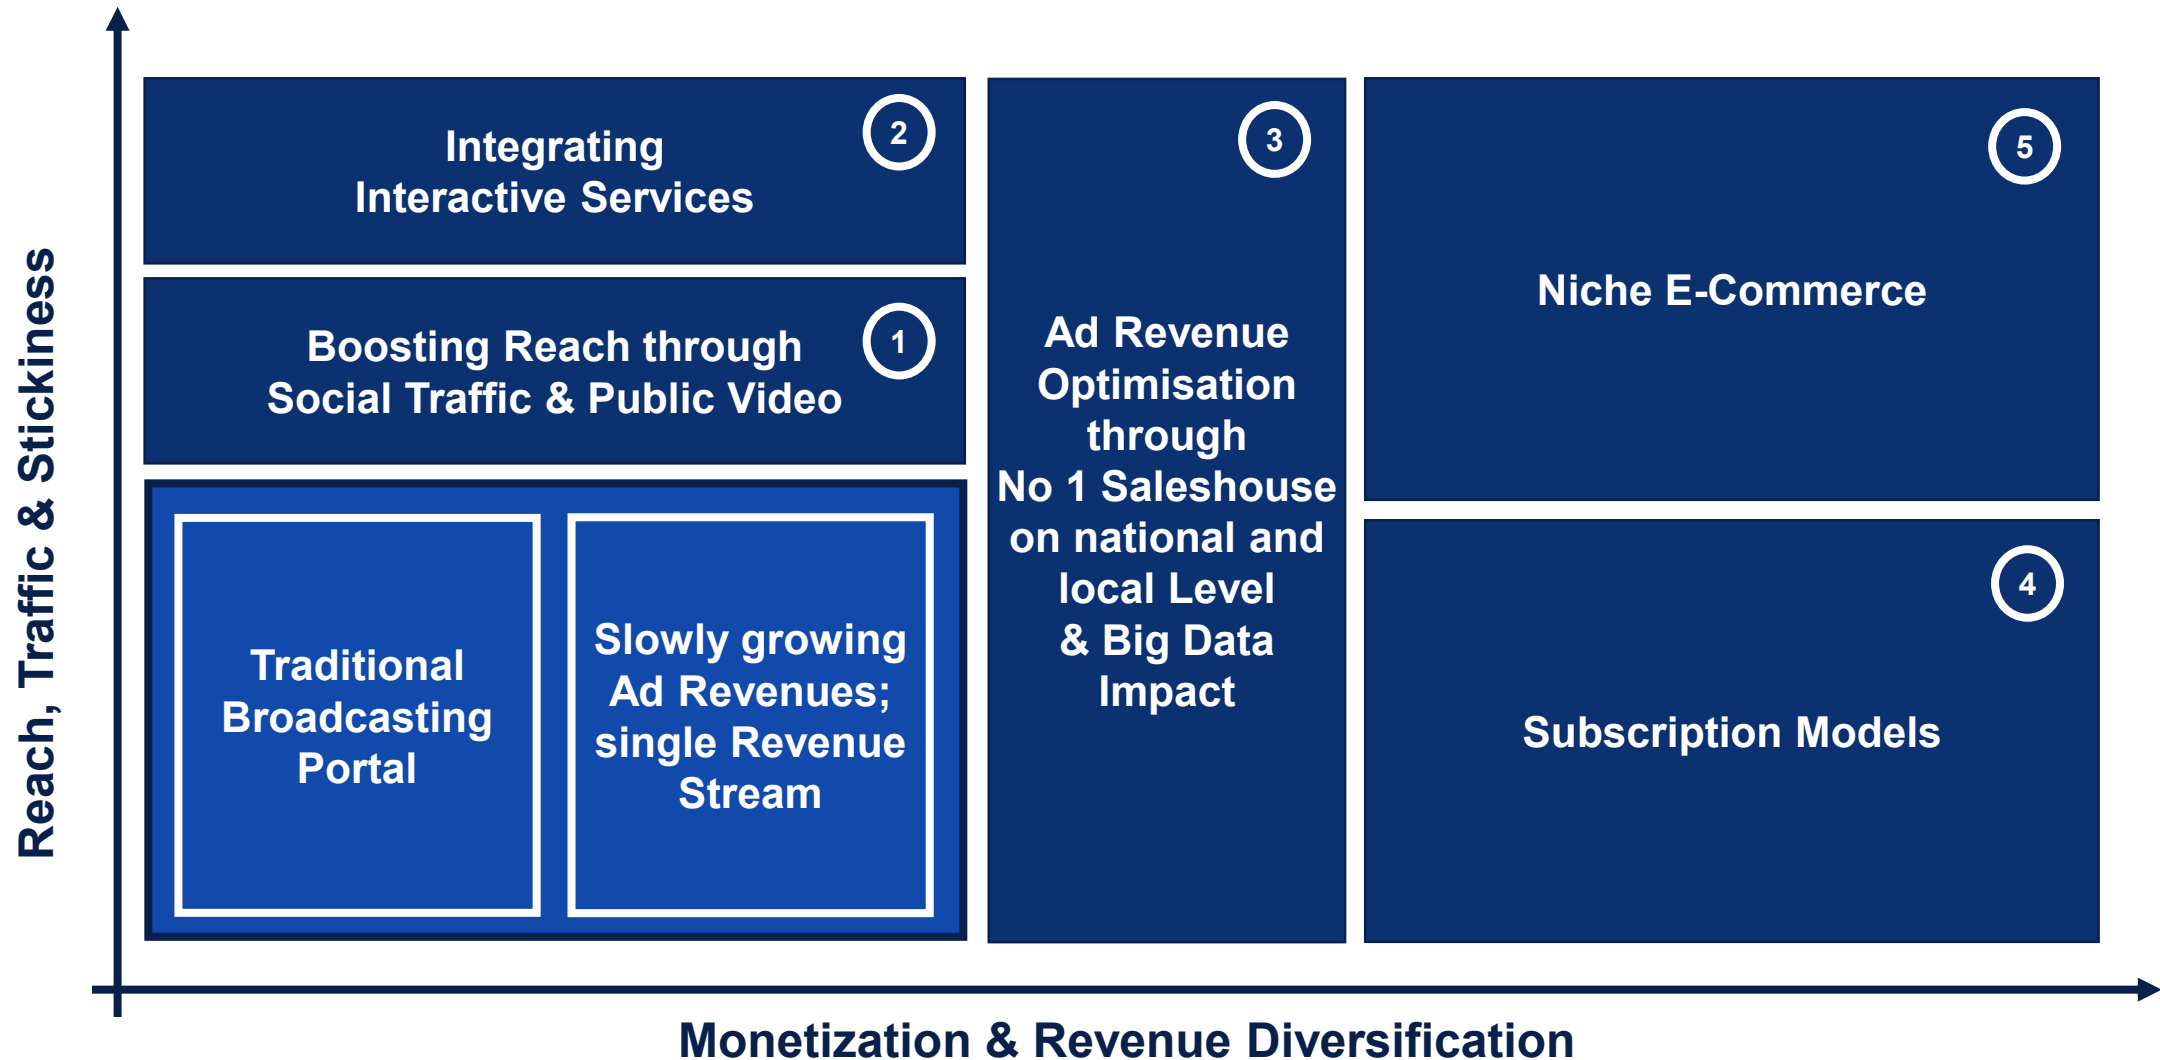 Reach, Traffic & Stickiness
2
Integrating
Interactive Services
1
Boosting Reach through
Social Traffic & Public Video
Traditional
Broadcasting
Portal
Slowly growing
Ad Revenues;
single Revenue
Stream
3
Ad Revenue
Optimisation
through
No 1 Saleshouse
on national and
local Level
& Big Data
Impact
5
Niche E-Commerce
4
Subscription Models
Monetization & Revenue Diversification